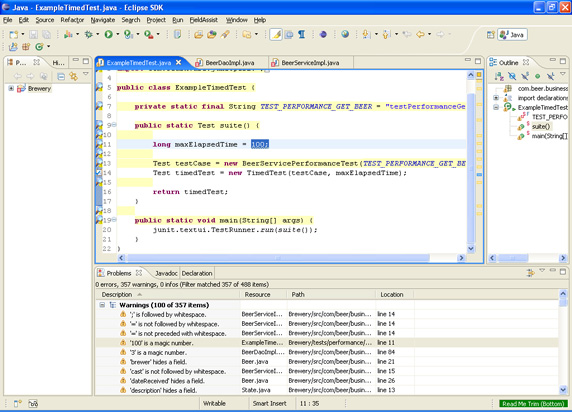 Java - ExampleTimedTest.java - Eclipse SDK
File Edit Source Refactor Navigate Search Project Run FieldAssist Window Help
Java
P...
Hi...
ExampleTimedTest.java
BeerDaoImpl.java
BeerServiceImpl.java
Outline
Brewery
4
5 public class ExampleTimedTest {
6
7 private static final String TEST_PERFORMANCE_GET_BEER = "testPerformanceGe
8
9 public static Test suite() {
10
11 long maxElapsedTime = 100;
12
13 Test testCase = new BeerServicePerformanceTest(TEST_PERFORMANCE_GET_BE
14 Test timedTest = new TimedTest(testCase, maxElapsedTime);
15
16 return timedTest;
17 }
18
19 public static void main(String[] args) {
20 junit.textui.TestRunner.run(suite());
21 }
22 }
com.beer.business
import declarations
ExampleTimedTest
TEST_PERFOR
suite()
main(String[]
Problems
Javadoc
Declaration
0 errors, 357 warnings, 0 infos (Filter matched 357 of 488 items)
Description Resource Path Location
Warnings (100 of 357 items)
';' is followed by whitespace. BeerServiceI... Brewery/src/com/beer/busin... line 14
'=' is not followed by whitespace. BeerServiceI... Brewery/src/com/beer/busin... line 14
'=' is not preceded with whitespace. BeerServiceI... Brewery/src/com/beer/busin... line 14
'100' is a magic number. ExampleTime... Brewery/tests/performance/... line 11
'3' is a magic number. BeerDaoImpl.... Brewery/src/com/beer/busin... line 84
'brewer' hides a field. Beer.java Brewery/src/com/beer/busin... line 21
'cast' is not followed by whitespace. BeerServiceI... Brewery/src/com/beer/busin... line 15
'dateReceived' hides a field. Beer.java Brewery/src/com/beer/busin... line 26
'description' hides a field. State.java Brewery/src/com/beer/busin... line 13
Writable
Smart Insert
11 : 35
Read Me Trim (Bottom)